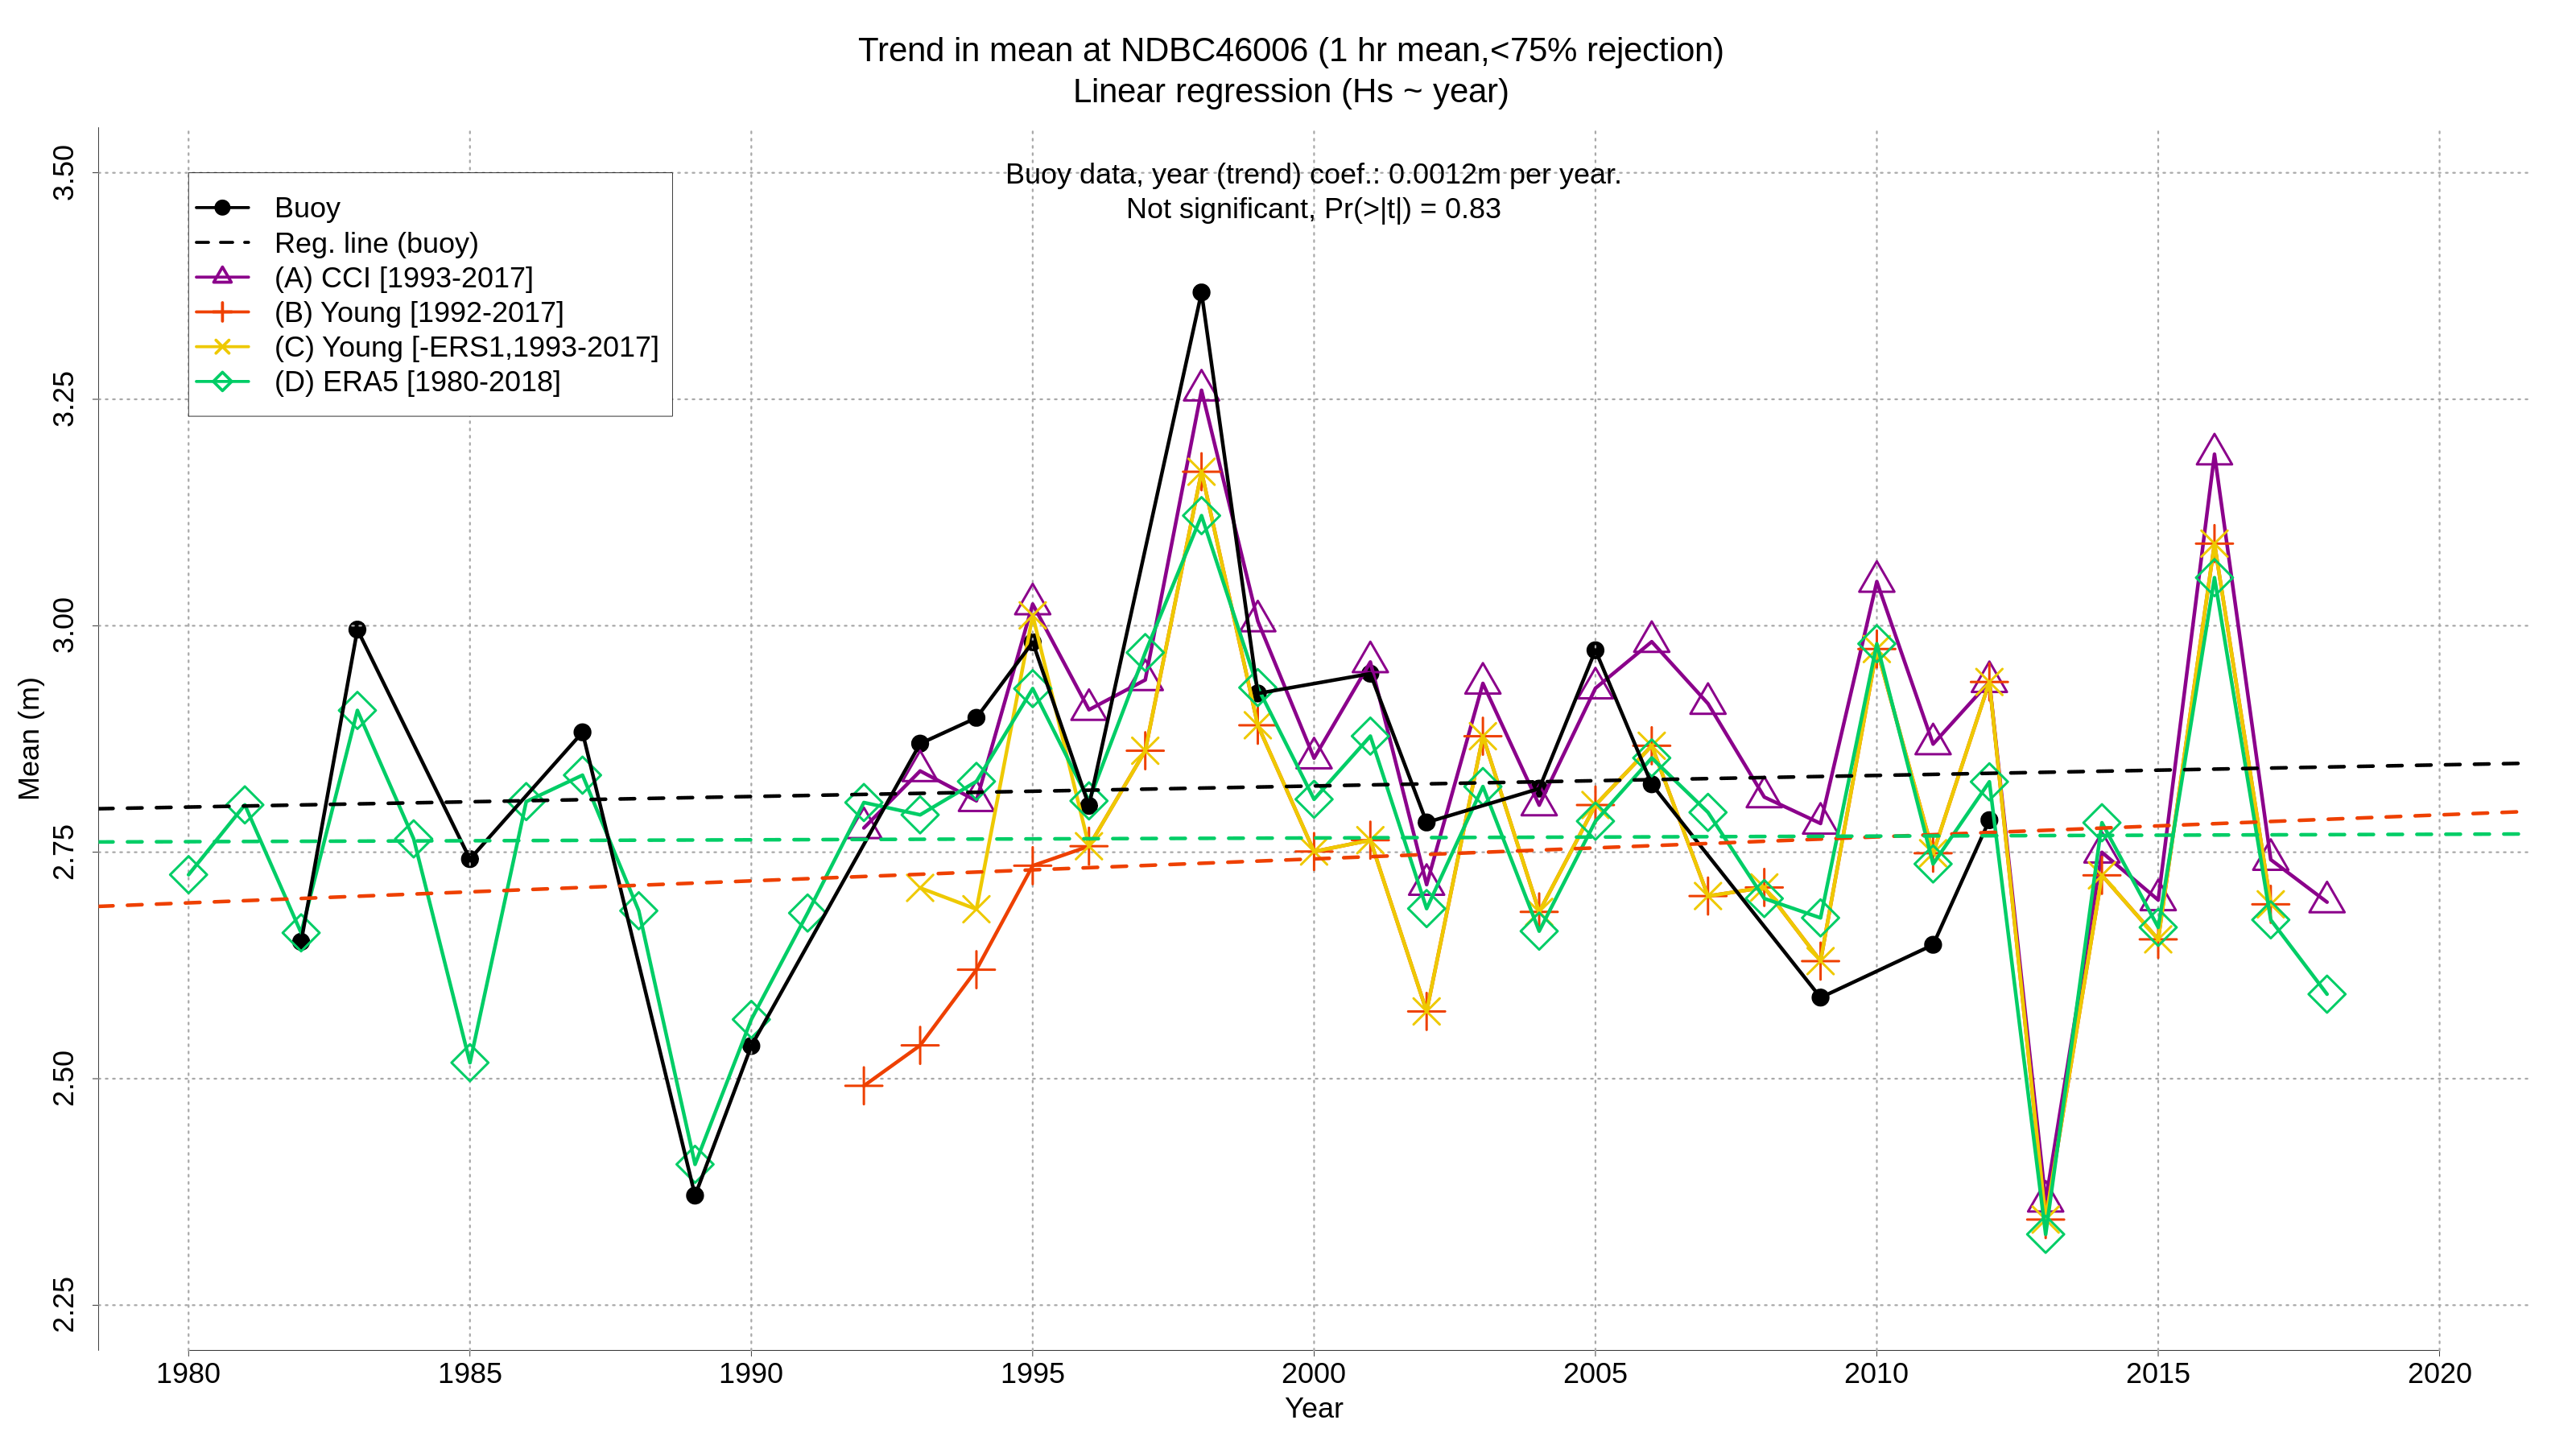 Trend in mean at NDBC46006 (1 hr mean,<75% rejection)
Linear regression (Hs ~ year)
Buoy data, year (trend) coef.: 0.0012m per year.
Not significant, Pr(>|t|) = 0.83
Buoy
Reg. line (buoy)
(A) CCI [1993-2017]
(B) Young [1992-2017]
(C) Young [-ERS1,1993-2017]
(D) ERA5 [1980-2018]
Mean (m)
3.50
3.25
3.00
2.75
2.50
2.25
1980 1985 1990 1995 2000 2005 2010 2015 2020
Year